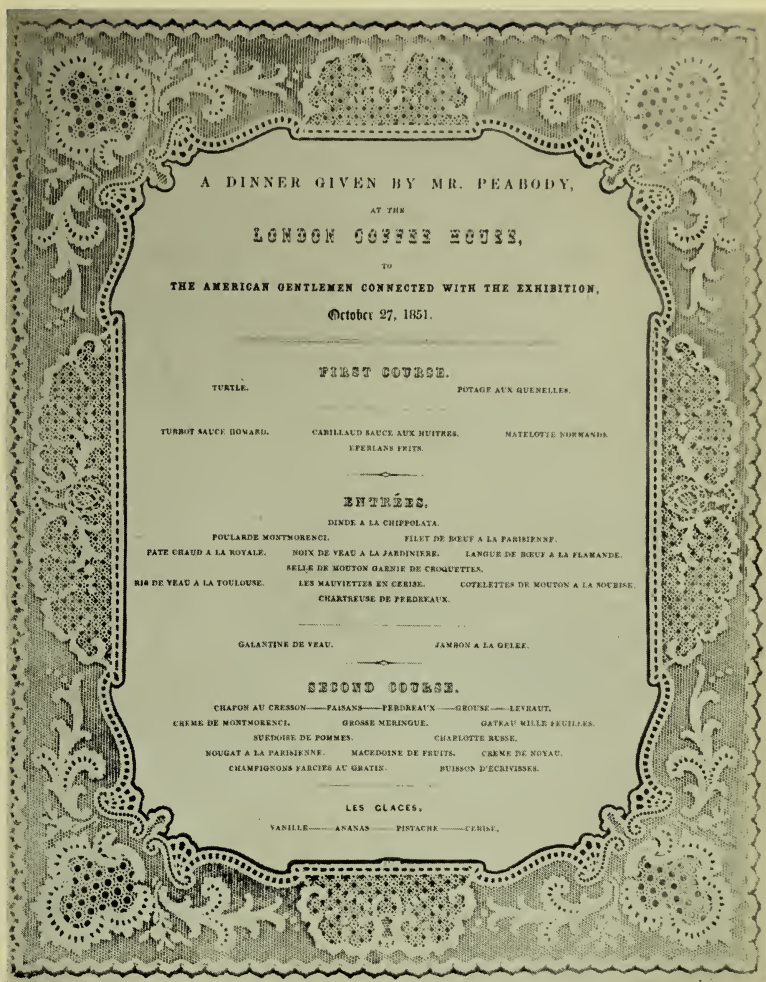 A DINNER GIVEN BY MR. PEABODY,
AT THE
LONDON COFFEE HOUSE,
TO
THE AMERICAN GENTLEMEN CONNECTED WITH THE EXHIBITION,
October 27, 1851.
FIRST COURSE.
TURTLE. POTAGE AUX QUENELLES.
TURBOT SAUCE HOMARD. CABILLAUD SAUCE AUX HUITRES. MATELOTTE NORMANDE
EPERLANS FRITS.
ENTRÉES,
DINDE A LA CHIPPOLATA.
POULARDE MONTMORENCI. FILET DE BŒUF A LA PARISIENNE.
PATE CHAUD A LA ROYALE. NOIX DE VEAU A LA JARDINIERE. LANGUE DE BŒUF A LA FLAMANDE.
SELLE DE MOUTON GARNIE DE CROQUETTES.
RIS DE VEAU A LA TOULOUSE. LES MAUVIETTES EN CERISE. COTELETTES DE MOUTON A LA SOUBISE.
CHARTREUSE DE PERDREAUX.
GALANTINE DE VEAU. JAMBON A LA GELEE.
SECOND COURSE.
CHAPON AU CRESSON——FAISANS——PERDREAUX——GROUSE——LEVRAUT.
CREME DE MONTMORENCI. GROSSE MERINGUE. GATEAU MILLE FEUILLES.
SUEDOISE DE POMMES. CHARLOTTE RUSSE.
NOUGAT A LA PARISIENNE. MACEDOINE DE FRUITS. CREME DE NOYAU.
CHAMPIGNONS FARCIES AU GRATIN. BUISSON D'ECRIVISSES.
LES GLACES,
VANILLE——ANANAS——PISTACHE——CERISE,